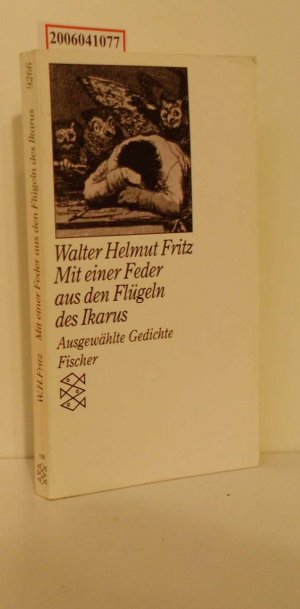 2006041077
Walter Helmut Fritz
Mit einer Feder
aus den Flügeln
des Ikarus
Ausgewählte Gedichte
Fischer
W.H.Fritz Mit einer Feder aus den Flügeln des Ikarus 9266